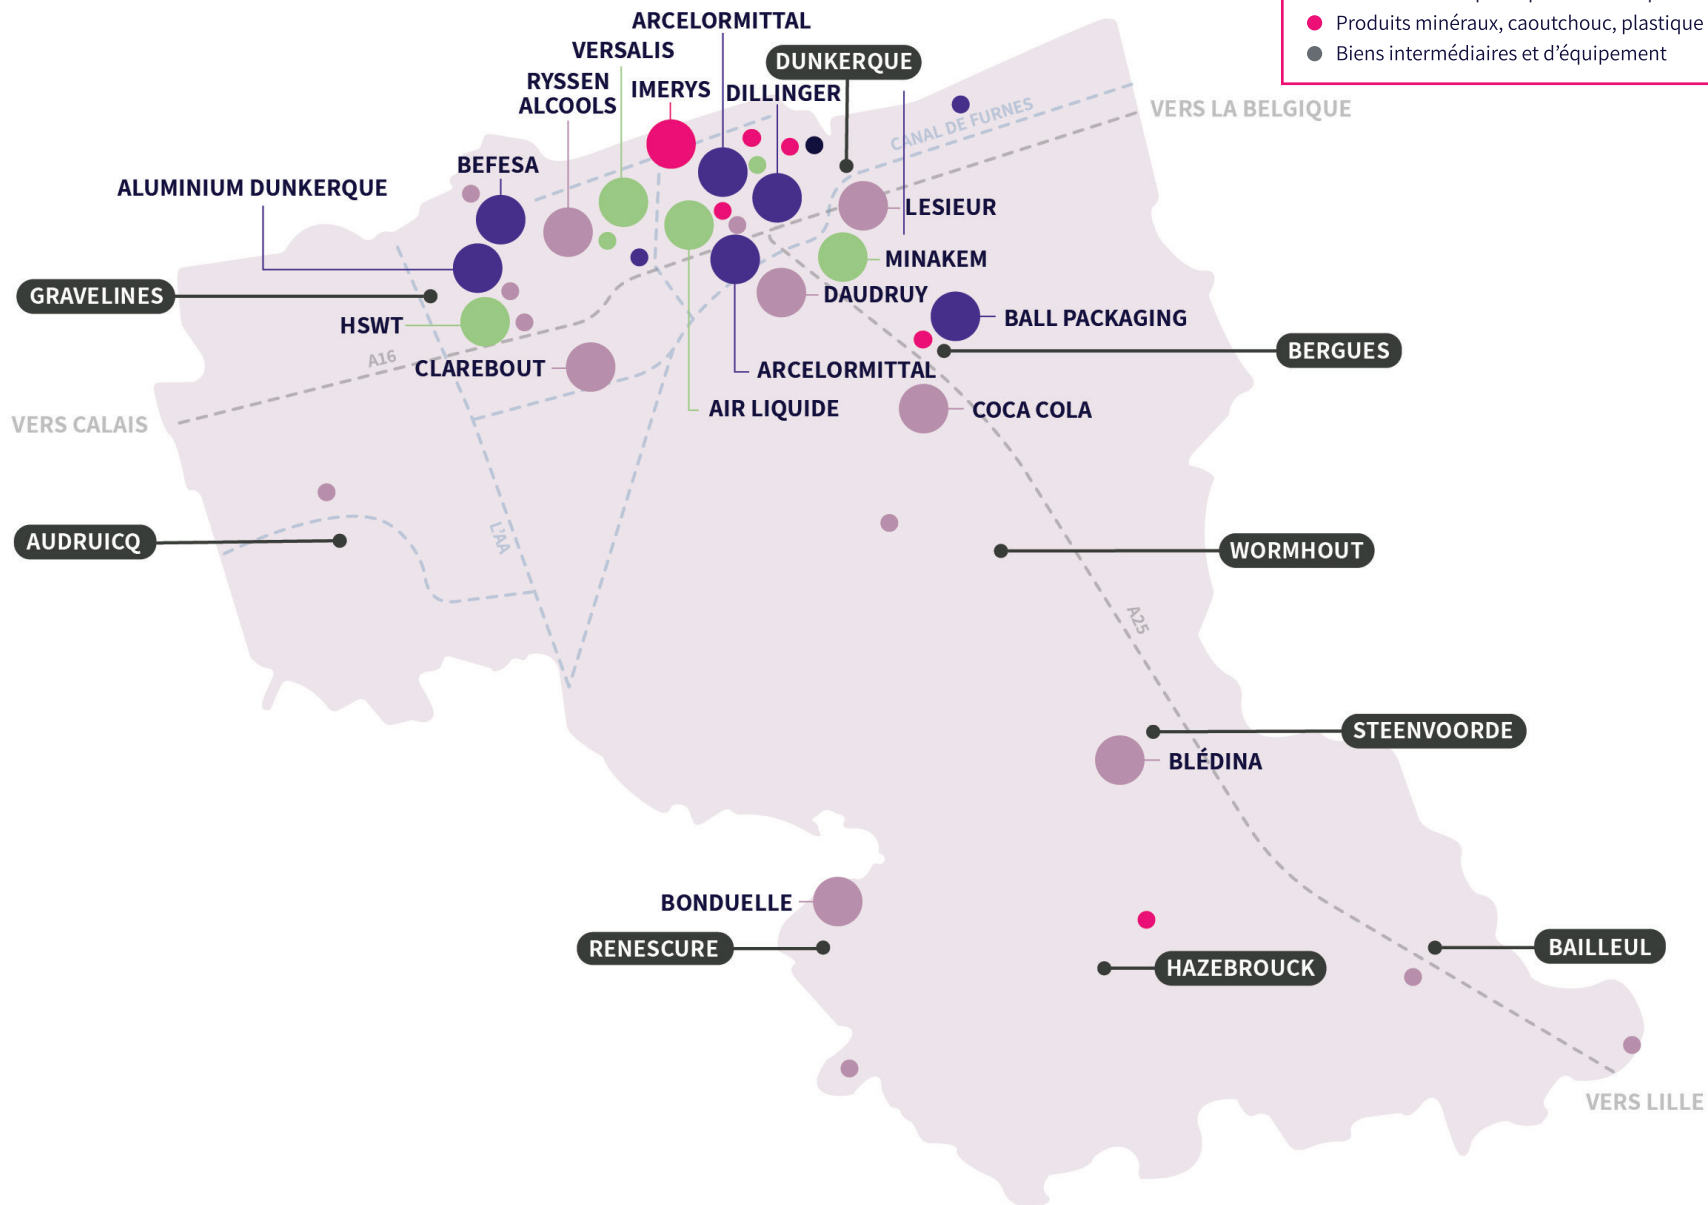 Produits minéraux, caoutchouc, plastique
Biens intermédiaires et d'équipement
ARCELORMITTAL
VERSALIS
DUNKERQUE
RYSSEN
ALCOOLS
IMERYS
DILLINGER
CANAL DE FURNES
VERS LA BELGIQUE
BEFESA
ALUMINIUM DUNKERQUE
LESIEUR
MINAKEM
GRAVELINES
DAUDRUY
HSWT
BALL PACKAGING
A16
BERGUES
CLAREBOUT
ARCELORMITTAL
AIR LIQUIDE
COCA COLA
VERS CALAIS
L'AA
AUDRUICQ
WORMHOUT
A25
STEENVOORDE
BLÉDINA
BONDUELLE
RENESCURE
BAILLEUL
HAZEBROUCK
VERS LILLE